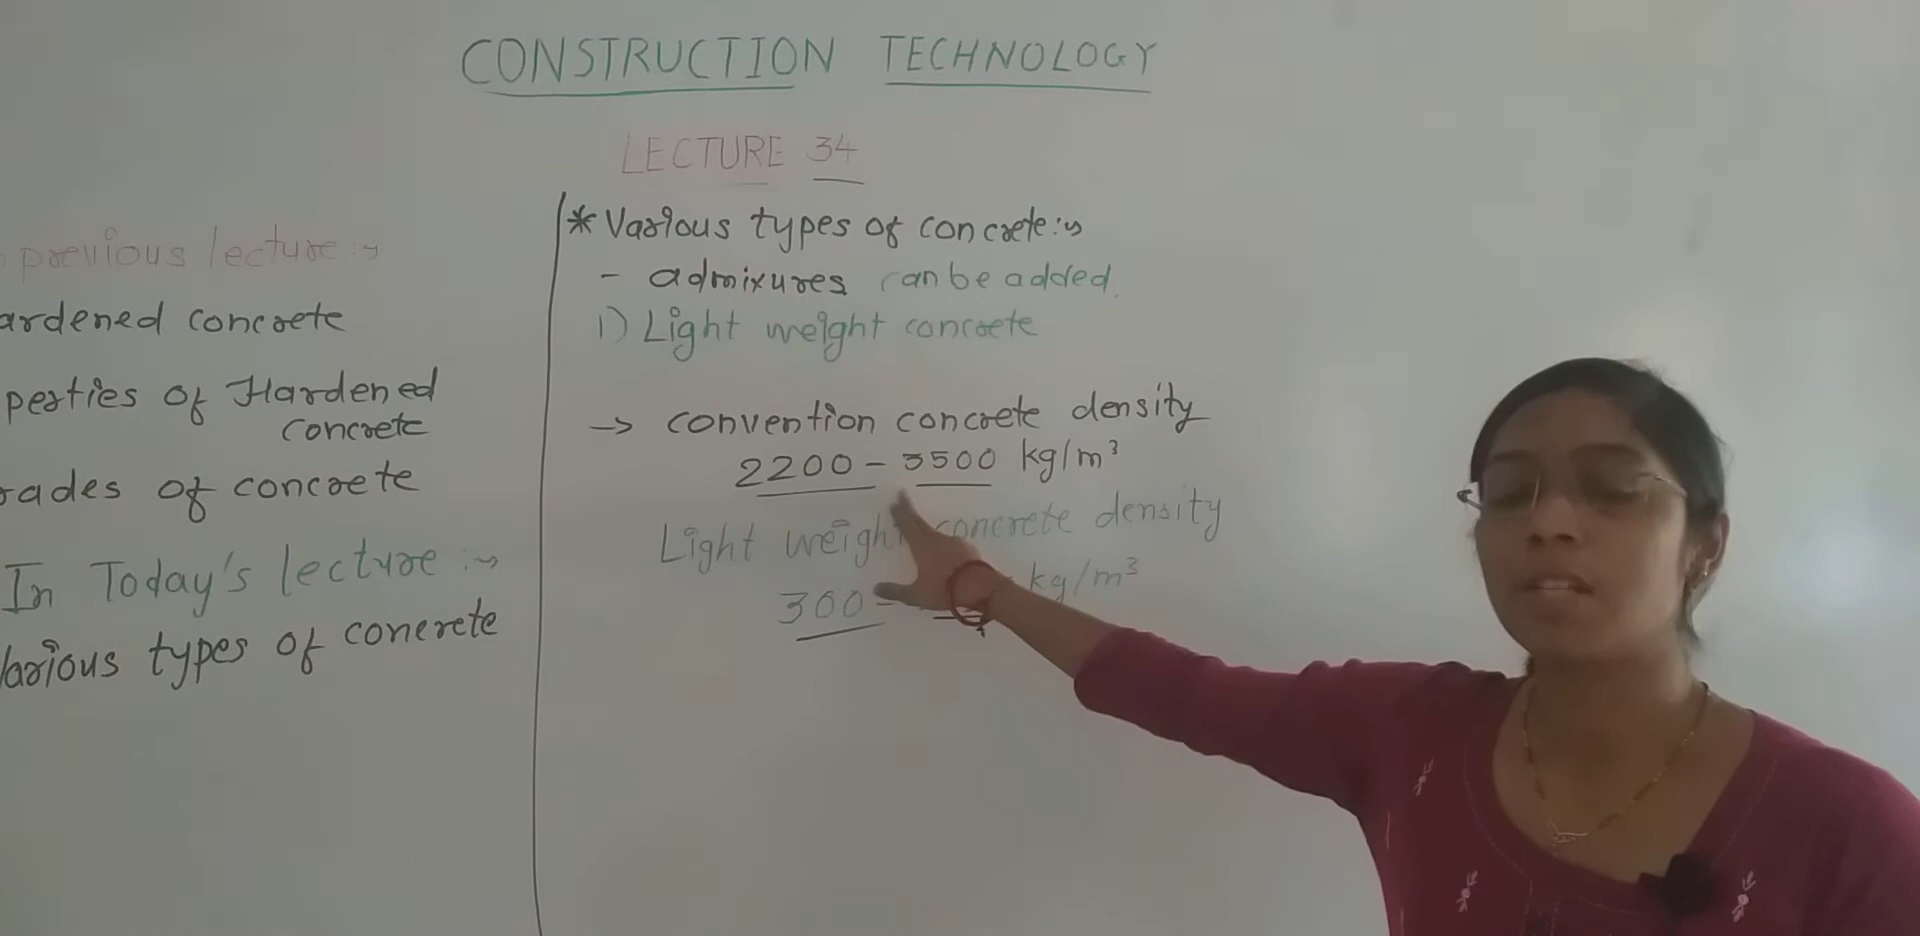 CONSTRUCTION TECHNOLOGY
LECTURE 34
previous lecture:~
ardened concrete
perties of Hardened
concrete
rades of concrete
In Today's lecture:~
Various types of concrete
* Various types of concrete:~
- admixures can be added.
1) Light weight concrete
→ convention concrete density
2200 - 3500 kg/m³
Light weight concrete density
300 - kg/m³